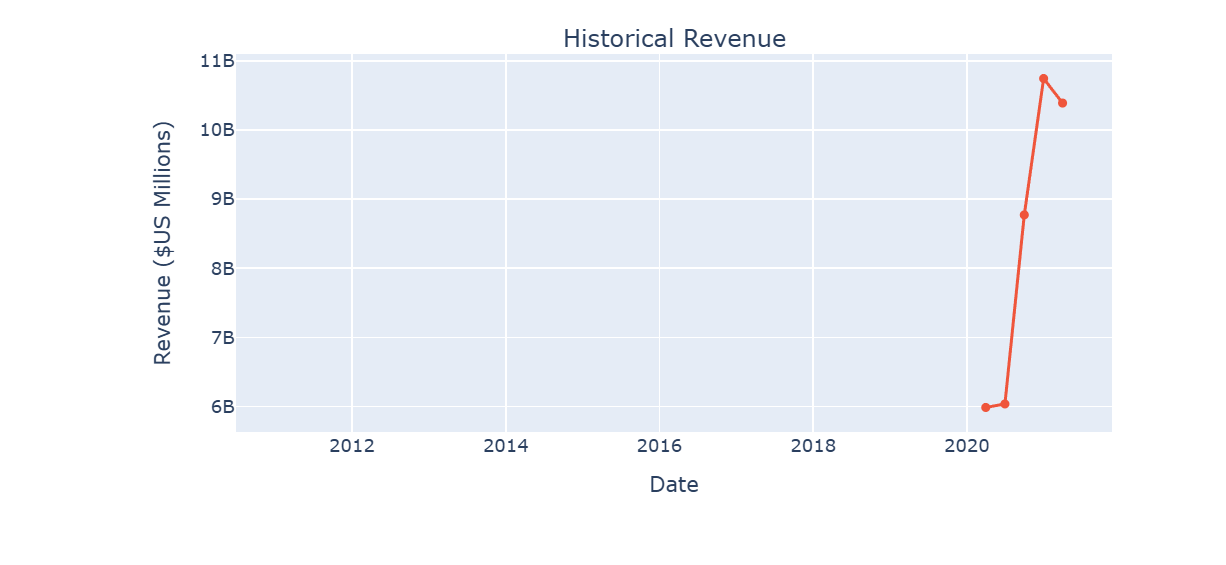 Historical Revenue
11B
10B
9B
8B
7B
6B
Revenue ($US Millions)
2012 2014 2016 2018 2020
Date